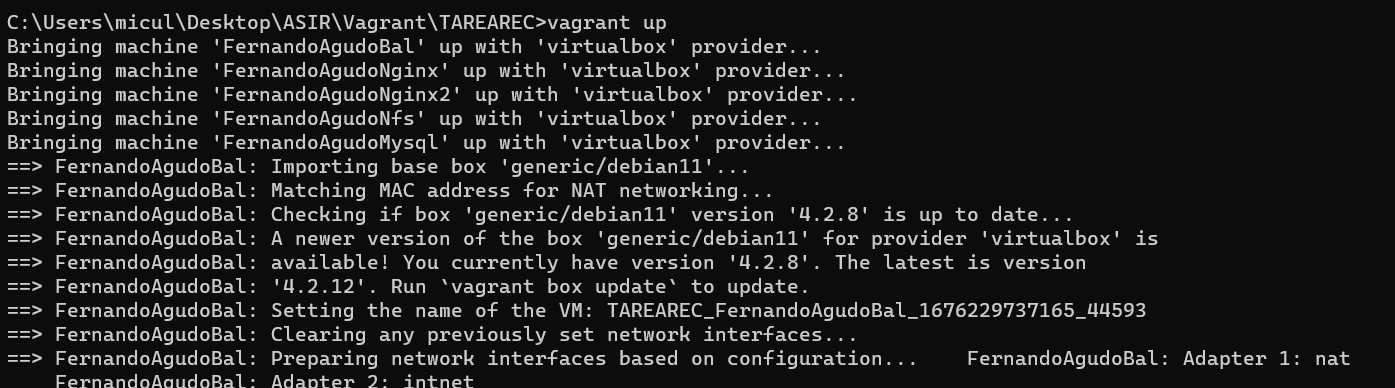 C:\Users\micul\Desktop\ASIR\Vagrant\TAREAREC>vagrant up
Bringing machine 'FernandoAgudoBal' up with 'virtualbox' provider...
Bringing machine 'FernandoAgudoNginx' up with 'virtualbox' provider...
Bringing machine 'FernandoAgudoNginx2' up with 'virtualbox' provider...
Bringing machine 'FernandoAgudoNfs' up with 'virtualbox' provider...
Bringing machine 'FernandoAgudoMysql' up with 'virtualbox' provider...
==> FernandoAgudoBal: Importing base box 'generic/debian11'...
==> FernandoAgudoBal: Matching MAC address for NAT networking...
==> FernandoAgudoBal: Checking if box 'generic/debian11' version '4.2.8' is up to date...
==> FernandoAgudoBal: A newer version of the box 'generic/debian11' for provider 'virtualbox' is
==> FernandoAgudoBal: available! You currently have version '4.2.8'. The latest is version
==> FernandoAgudoBal: '4.2.12'. Run `vagrant box update` to update.
==> FernandoAgudoBal: Setting the name of the VM: TAREAREC_FernandoAgudoBal_1676229737165_44593
==> FernandoAgudoBal: Clearing any previously set network interfaces...
==> FernandoAgudoBal: Preparing network interfaces based on configuration...    FernandoAgudoBal: Adapter 1: nat
    FernandoAgudoBal: Adapter 2: intnet